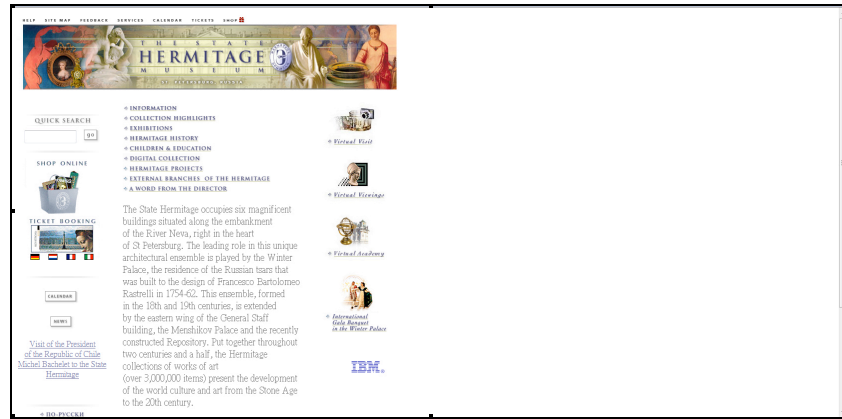 HELP SITE MAP FEEDBACK SERVICES CALENDAR TICKETS SHOP
THE STATE
HERMITAGE
MUSEUM
QUICK SEARCH
go
SHOP ONLINE
TICKET BOOKING
CALENDAR
NEWS
Visit of the President
of the Republic of Chile
Michel Bachelet to the State
Hermitage
ПО-РУССКИ
INFORMATION
COLLECTION HIGHLIGHTS
EXHIBITIONS
HERMITAGE HISTORY
CHILDREN & EDUCATION
DIGITAL COLLECTION
HERMITAGE PROJECTS
EXTERNAL BRANCHES OF THE HERMITAGE
A WORD FROM THE DIRECTOR
The State Hermitage occupies six magnificent
buildings situated along the embankment
of the River Neva, right in the heart
of St Petersburg. The leading role in this unique
architectural ensemble is played by the Winter
Palace, the residence of the Russian tsars that
was built to the design of Francesco Bartolomeo
Rastrelli in 1754-62. This ensemble, formed
in the 18th and 19th centuries, is extended
by the eastern wing of the General Staff
building, the Menshikov Palace and the recently
constructed Repository. Put together throughout
two centuries and a half, the Hermitage
collections of works of art
(over 3,000,000 items) present the development
of the world culture and art from the Stone Age
to the 20th century.
Virtual Visit
Virtual Viewings
Virtual Academy
International
Gala Banquet
in the Winter Palace
IBM